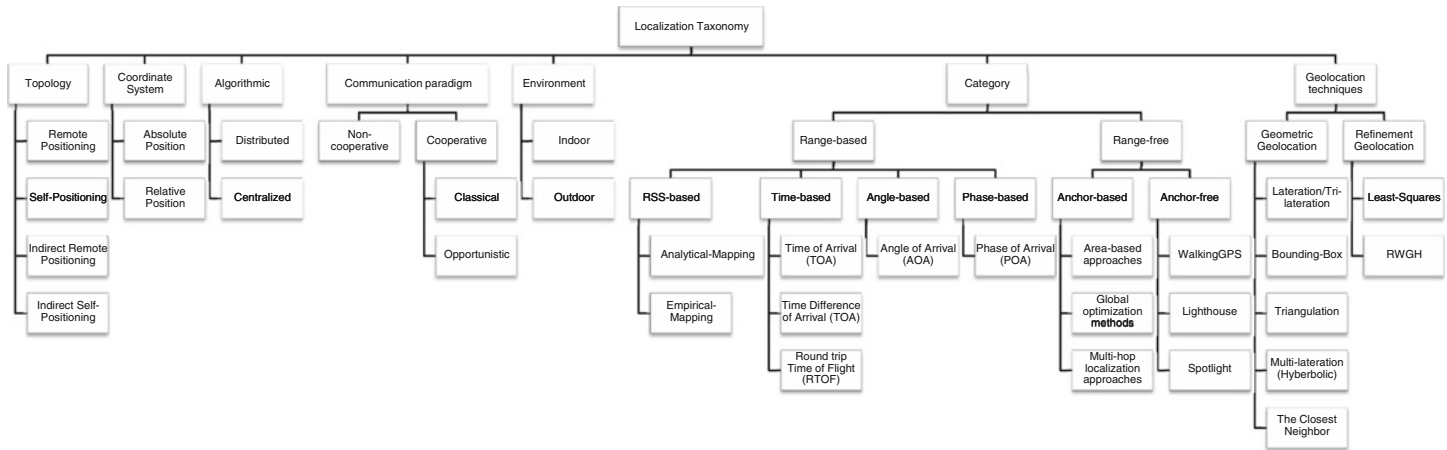 Localization Taxonomy
Topology
Coordinate
System
Algorithmic
Communication paradigm
Environment
Category
Geolocation
techniques
Remote
Positioning
Self-Positioning
Indirect Remote
Positioning
Indirect Self-
Positioning
Absolute
Position
Relative
Position
Distributed
Centralized
Non-
cooperative
Cooperative
Classical
Opportunistic
Indoor
Outdoor
Range-based
Range-free
RSS-based
Analytical-Mapping
Empirical-
Mapping
Time-based
Time of Arrival
(TOA)
Time Difference
of Arrival (TOA)
Round trip
Time of Flight
(RTOF)
Angle-based
Angle of Arrival
(AOA)
Phase-based
Phase of Arrival
(POA)
Anchor-based
Area-based
approaches
Global
optimization
methods
Multi-hop
localization
approaches
Anchor-free
WalkingGPS
Lighthouse
Spotlight
Geometric
Geolocation
Lateration/Tri-
lateration
Bounding-Box
Triangulation
Multi-lateration
(Hyberbolic)
The Closest
Neighbor
Refinement
Geolocation
Least-Squares
RWGH